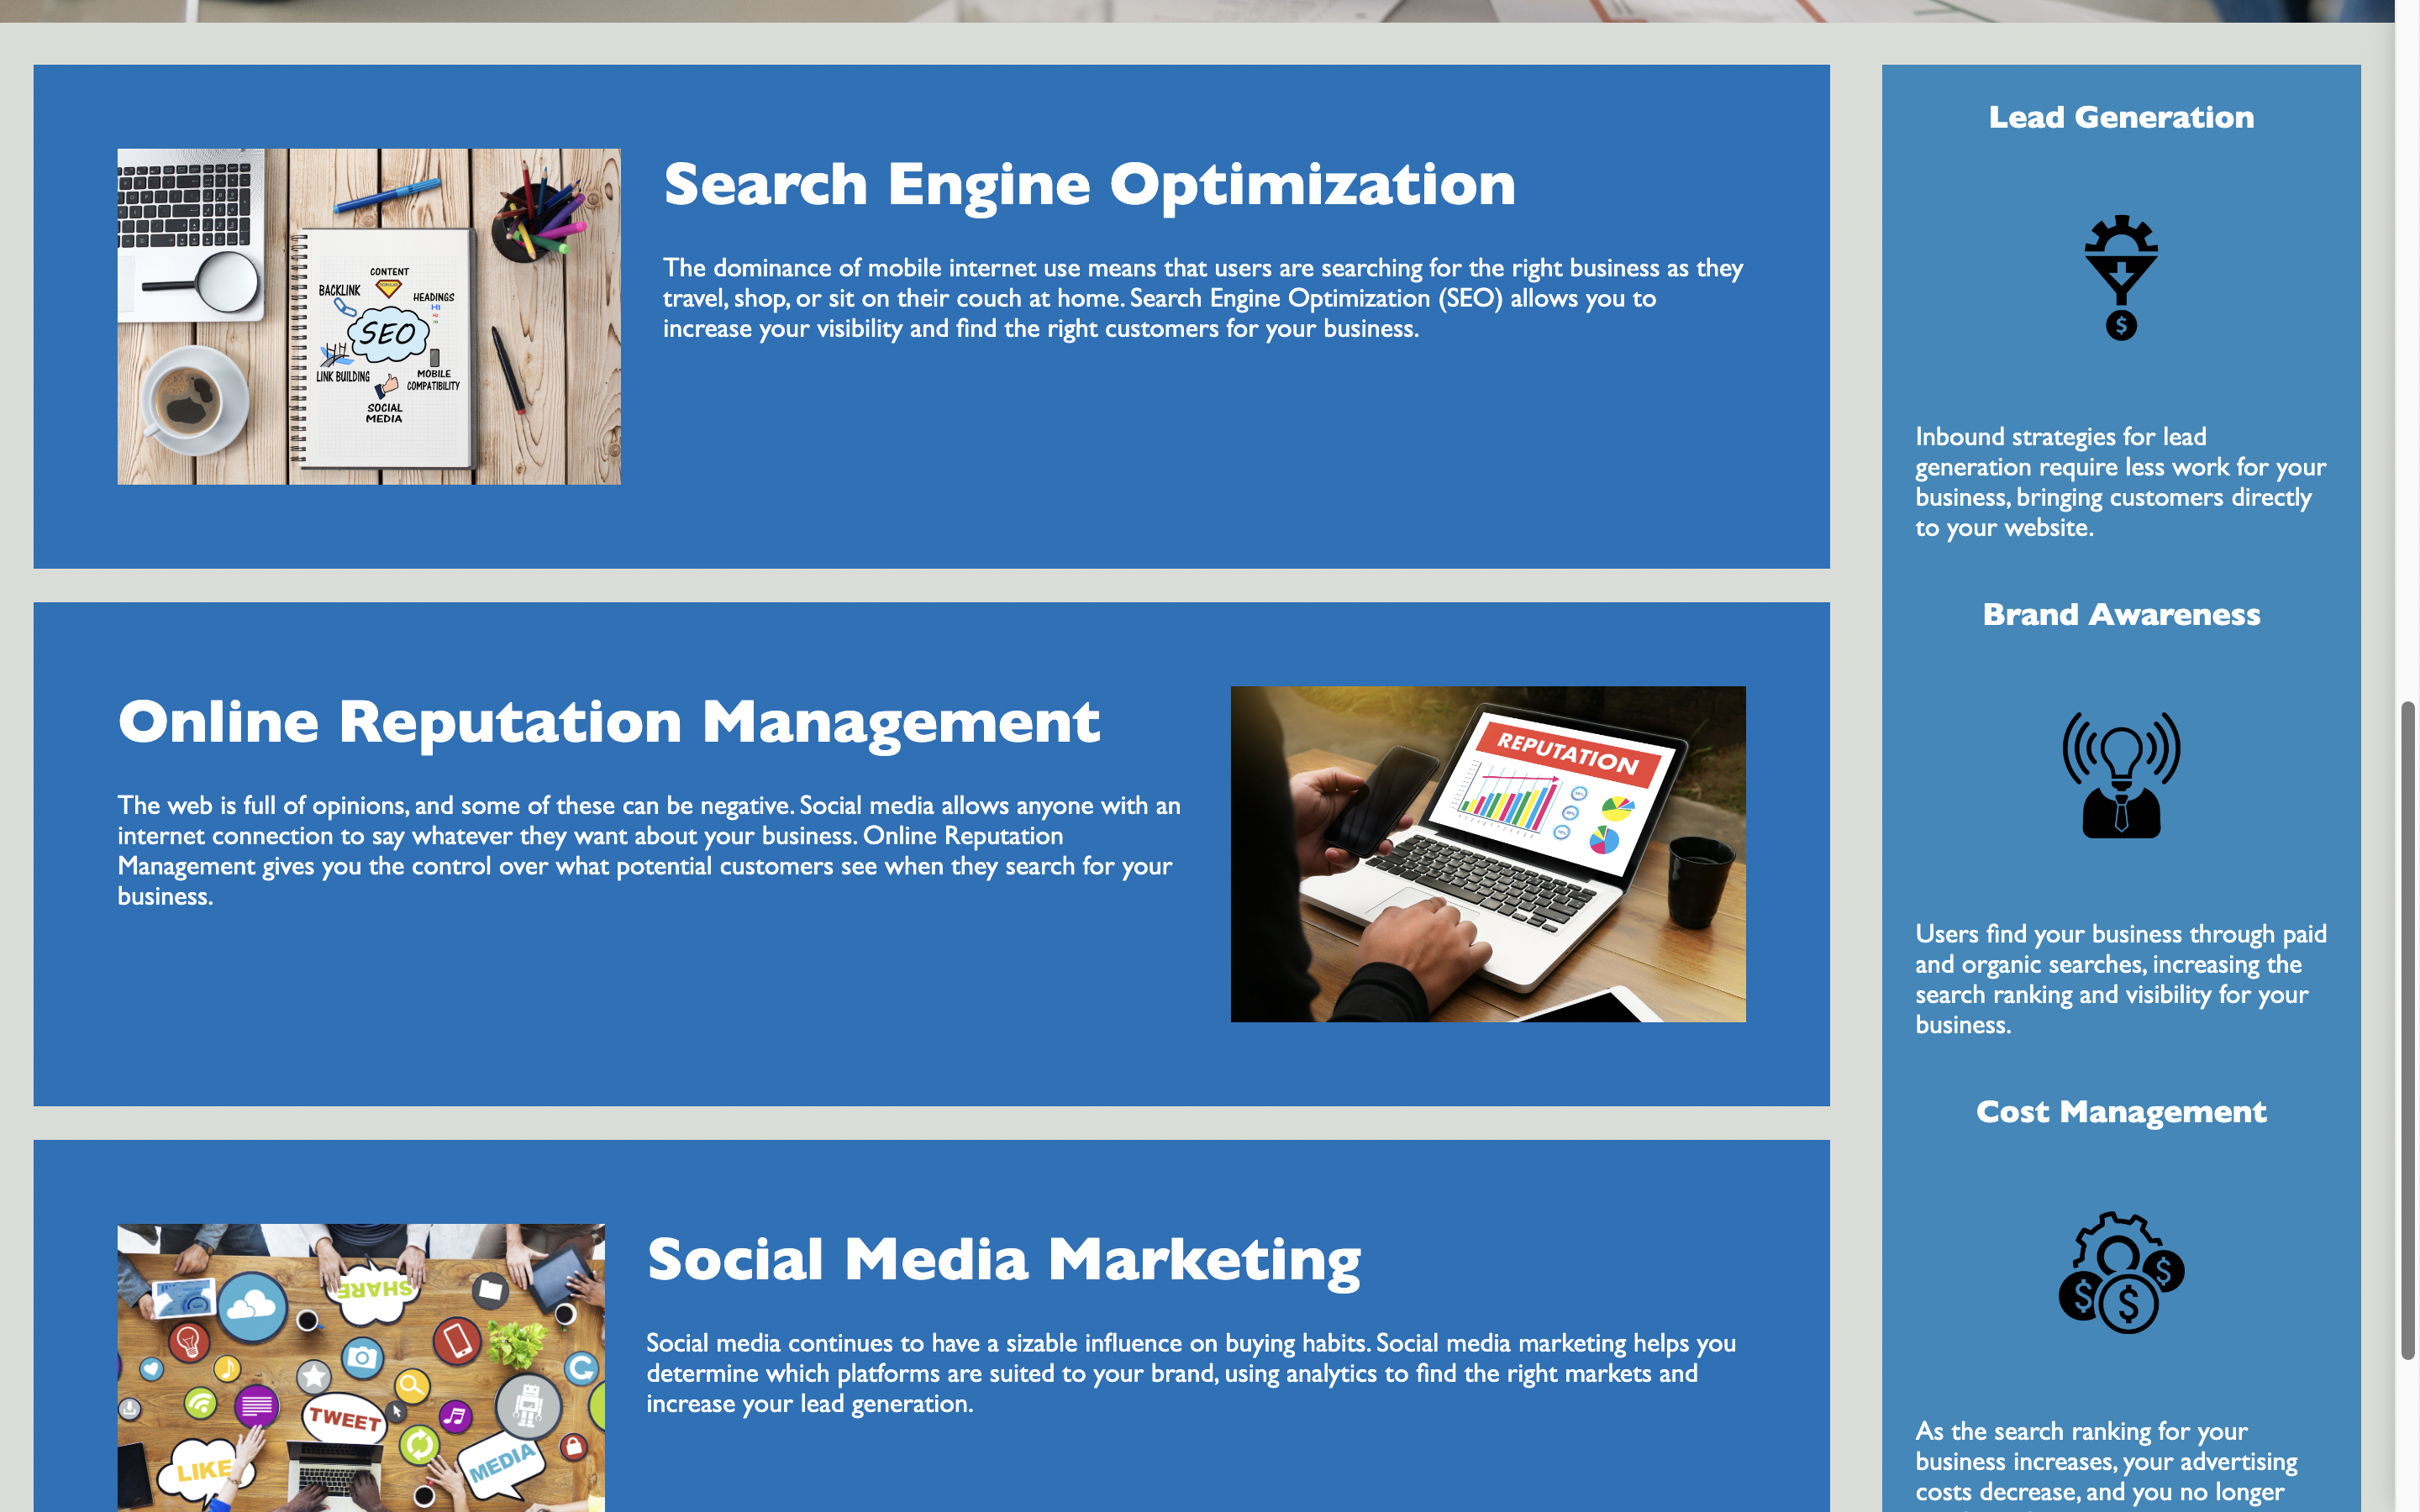 Search Engine Optimization
The dominance of mobile internet use means that users are searching for the right business as they
travel, shop, or sit on their couch at home. Search Engine Optimization (SEO) allows you to
increase your visibility and find the right customers for your business.
CONTENT
BACKLINK
HEADINGS
H1
SEO
LINK BUILDING
MOBILE
COMPATIBILITY
SOCIAL
MEDIA
Online Reputation Management
The web is full of opinions, and some of these can be negative. Social media allows anyone with an
internet connection to say whatever they want about your business. Online Reputation
Management gives you the control over what potential customers see when they search for your
business.
REPUTATION
Social Media Marketing
Social media continues to have a sizable influence on buying habits. Social media marketing helps you
determine which platforms are suited to your brand, using analytics to find the right markets and
increase your lead generation.
SHARE
TWEET
LIKE
MEDIA
Lead Generation
$
Inbound strategies for lead
generation require less work for your
business, bringing customers directly
to your website.
Brand Awareness
Users find your business through paid
and organic searches, increasing the
search ranking and visibility for your
business.
Cost Management
$
$
$
As the search ranking for your
business increases, your advertising
costs decrease, and you no longer